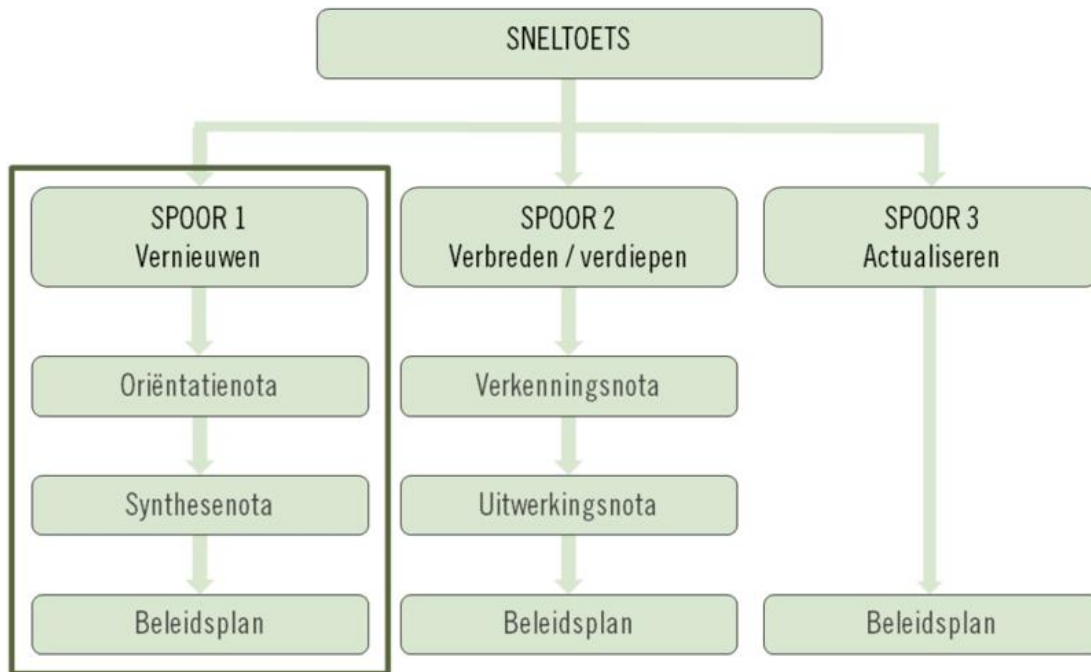 SNELTOETS
SPOOR 1
Vernieuwen
SPOOR 2
Verbreden / verdiepen
SPOOR 3
Actualiseren
Oriëntatienota
Verkenningsnota
Synthesenota
Uitwerkingsnota
Beleidsplan
Beleidsplan
Beleidsplan